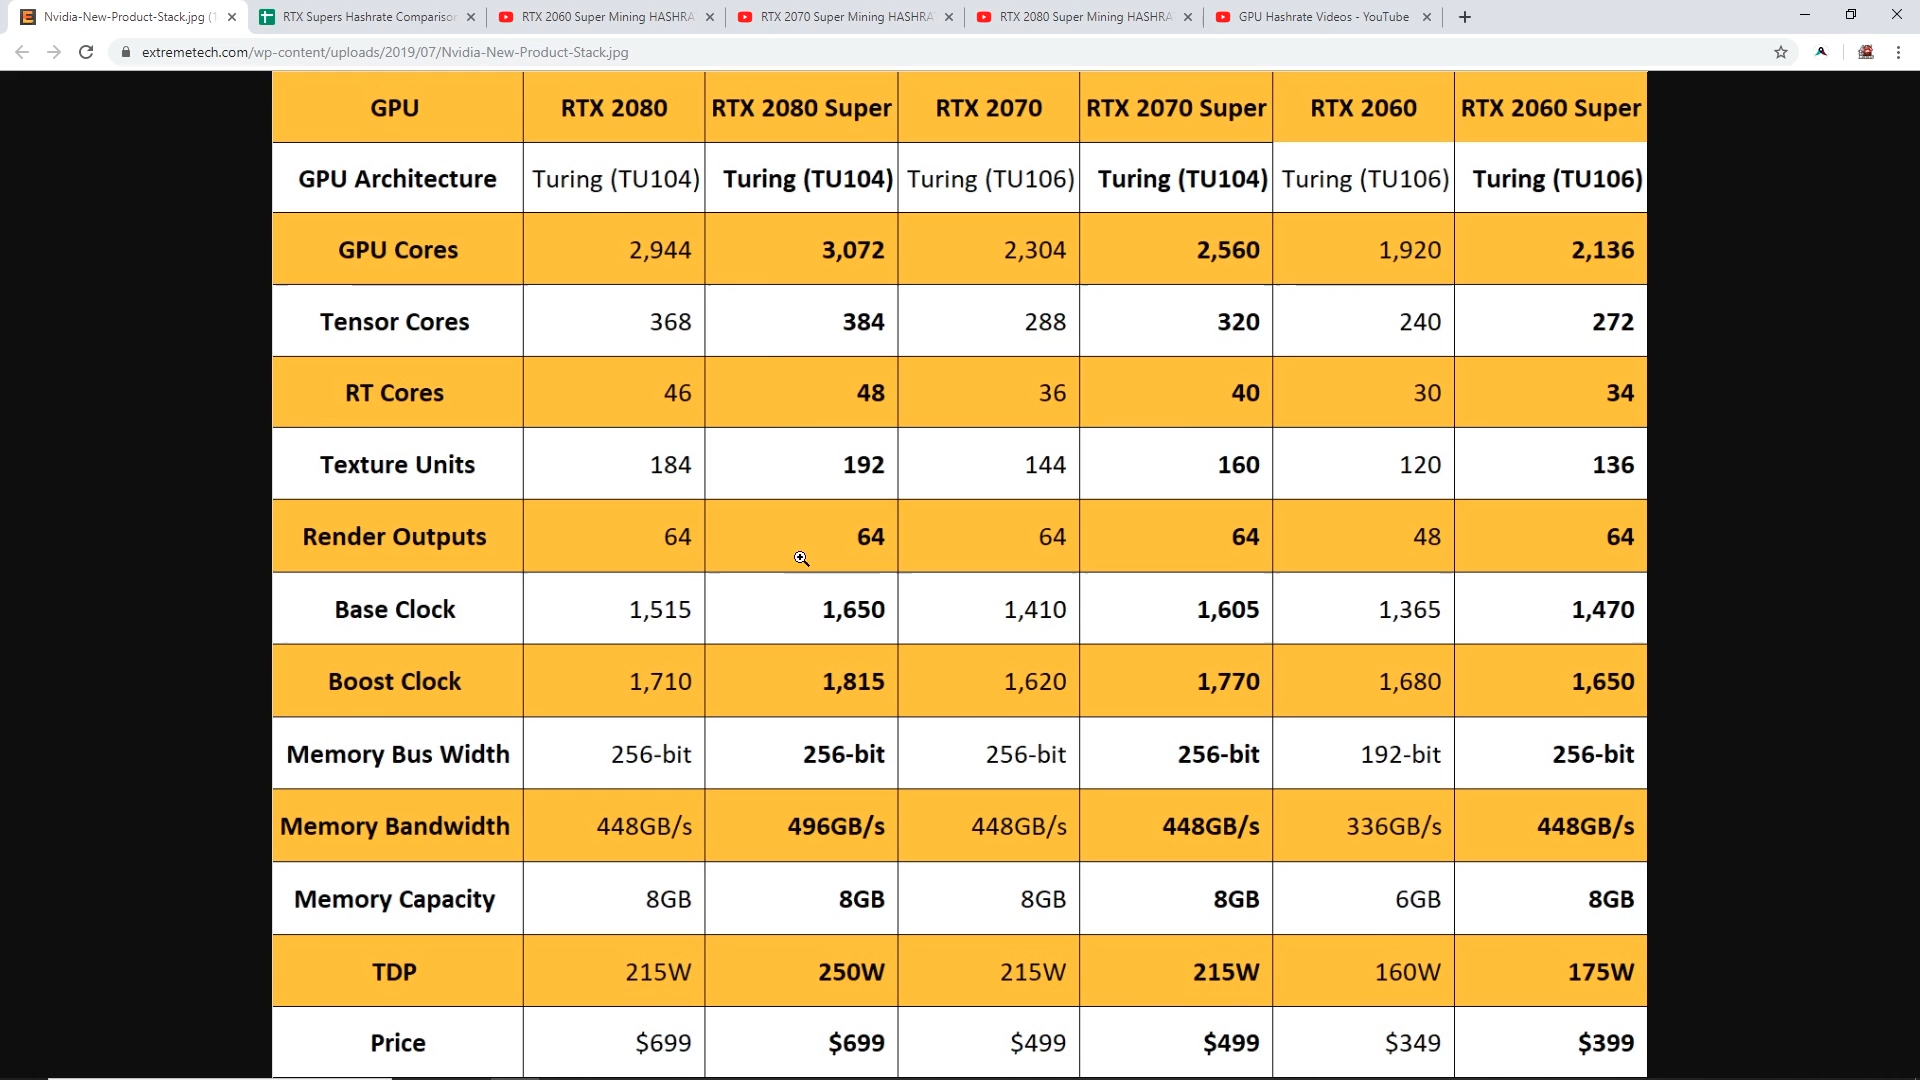 Nvidia-New-Product-Stack.jpg (1
RTX Supers Hashrate Comparison
RTX 2060 Super Mining HASHRA
RTX 2070 Super Mining HASHRA
RTX 2080 Super Mining HASHRA
GPU Hashrate Videos - YouTube
extremetech.com/wp-content/uploads/2019/07/Nvidia-New-Product-Stack.jpg
GPU RTX 2080 RTX 2080 Super RTX 2070 RTX 2070 Super RTX 2060 RTX 2060 Super
GPU Architecture Turing (TU104) Turing (TU104) Turing (TU106) Turing (TU104) Turing (TU106) Turing (TU106)
GPU Cores 2,944 3,072 2,304 2,560 1,920 2,136
Tensor Cores 368 384 288 320 240 272
RT Cores 46 48 36 40 30 34
Texture Units 184 192 144 160 120 136
Render Outputs 64 64 64 64 48 64
Base Clock 1,515 1,650 1,410 1,605 1,365 1,470
Boost Clock 1,710 1,815 1,620 1,770 1,680 1,650
Memory Bus Width 256-bit 256-bit 256-bit 256-bit 192-bit 256-bit
Memory Bandwidth 448GB/s 496GB/s 448GB/s 448GB/s 336GB/s 448GB/s
Memory Capacity 8GB 8GB 8GB 8GB 6GB 8GB
TDP 215W 250W 215W 215W 160W 175W
Price $699 $699 $499 $499 $349 $399